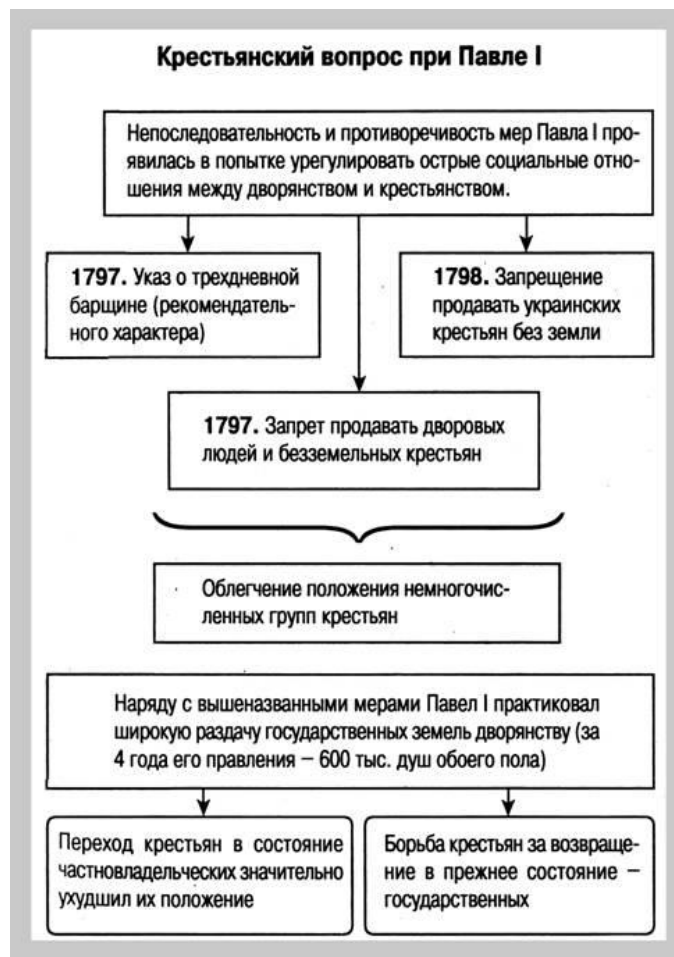 Крестьянский вопрос при Павле I
Непоследовательность и противоречивость мер Павла I про-
явилась в попытке урегулировать острые социальные отно-
шения между дворянством и крестьянством.
1797. Указ о трехдневной
барщине (рекомендатель-
ного характера)
1798. Запрещение
продавать украинских
крестьян без земли
1797. Запрет продавать дворовых
людей и безземельных крестьян
Облегчение положения немногочис-
ленных групп крестьян
Наряду с вышеназванными мерами Павел I практиковал
широкую раздачу государственных земель дворянству (за
4 года его правления – 600 тыс. душ обоего пола)
Переход крестьян в состояние
частновладельческих значительно
ухудшил их положение
Борьба крестьян за возвраще-
ние в прежнее состояние –
государственных